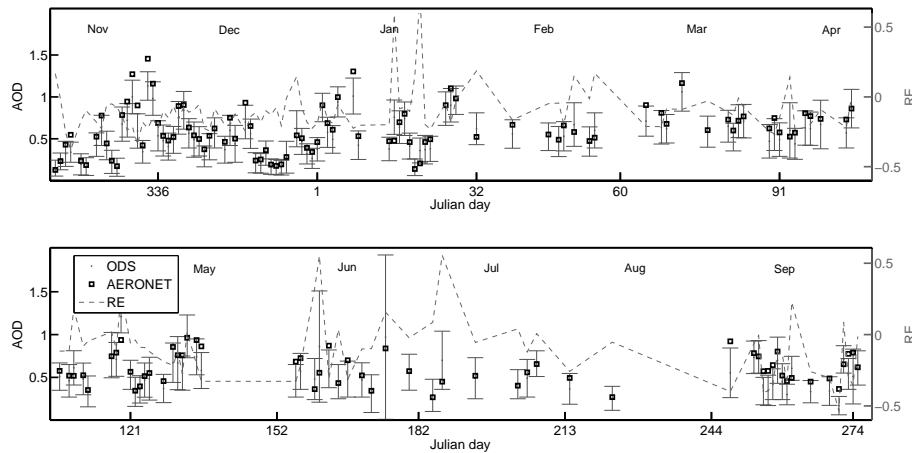 Nov Dec Jan Feb Mar Apr
1.5
1
0.5
AOD
0.5
0
−0.5
RE
336 1 32 60 91
Julian day
ODS
AERONET
RE
May Jun Jul Aug Sep
1.5
1
0.5
AOD
0.5
0
−0.5
RE
121 152 182 213 244 274
Julian day